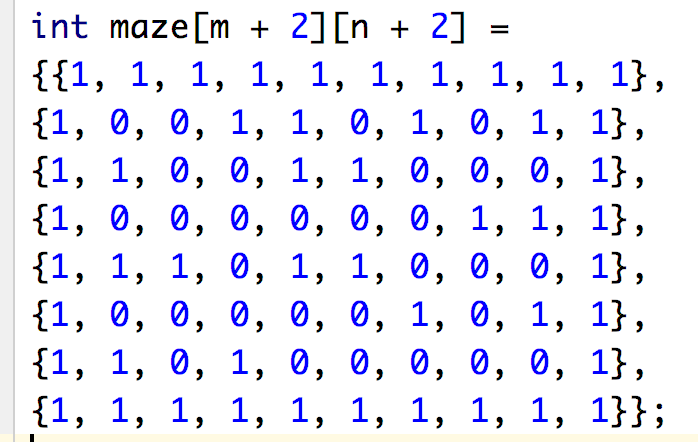 int maze[m + 2][n + 2] =
{{1, 1, 1, 1, 1, 1, 1, 1, 1, 1},
{1, 0, 0, 1, 1, 0, 1, 0, 1, 1},
{1, 1, 0, 0, 1, 1, 0, 0, 0, 1},
{1, 0, 0, 0, 0, 0, 0, 1, 1, 1},
{1, 1, 1, 0, 1, 1, 0, 0, 0, 1},
{1, 0, 0, 0, 0, 0, 1, 0, 1, 1},
{1, 1, 0, 1, 0, 0, 0, 0, 0, 1},
{1, 1, 1, 1, 1, 1, 1, 1, 1, 1}};